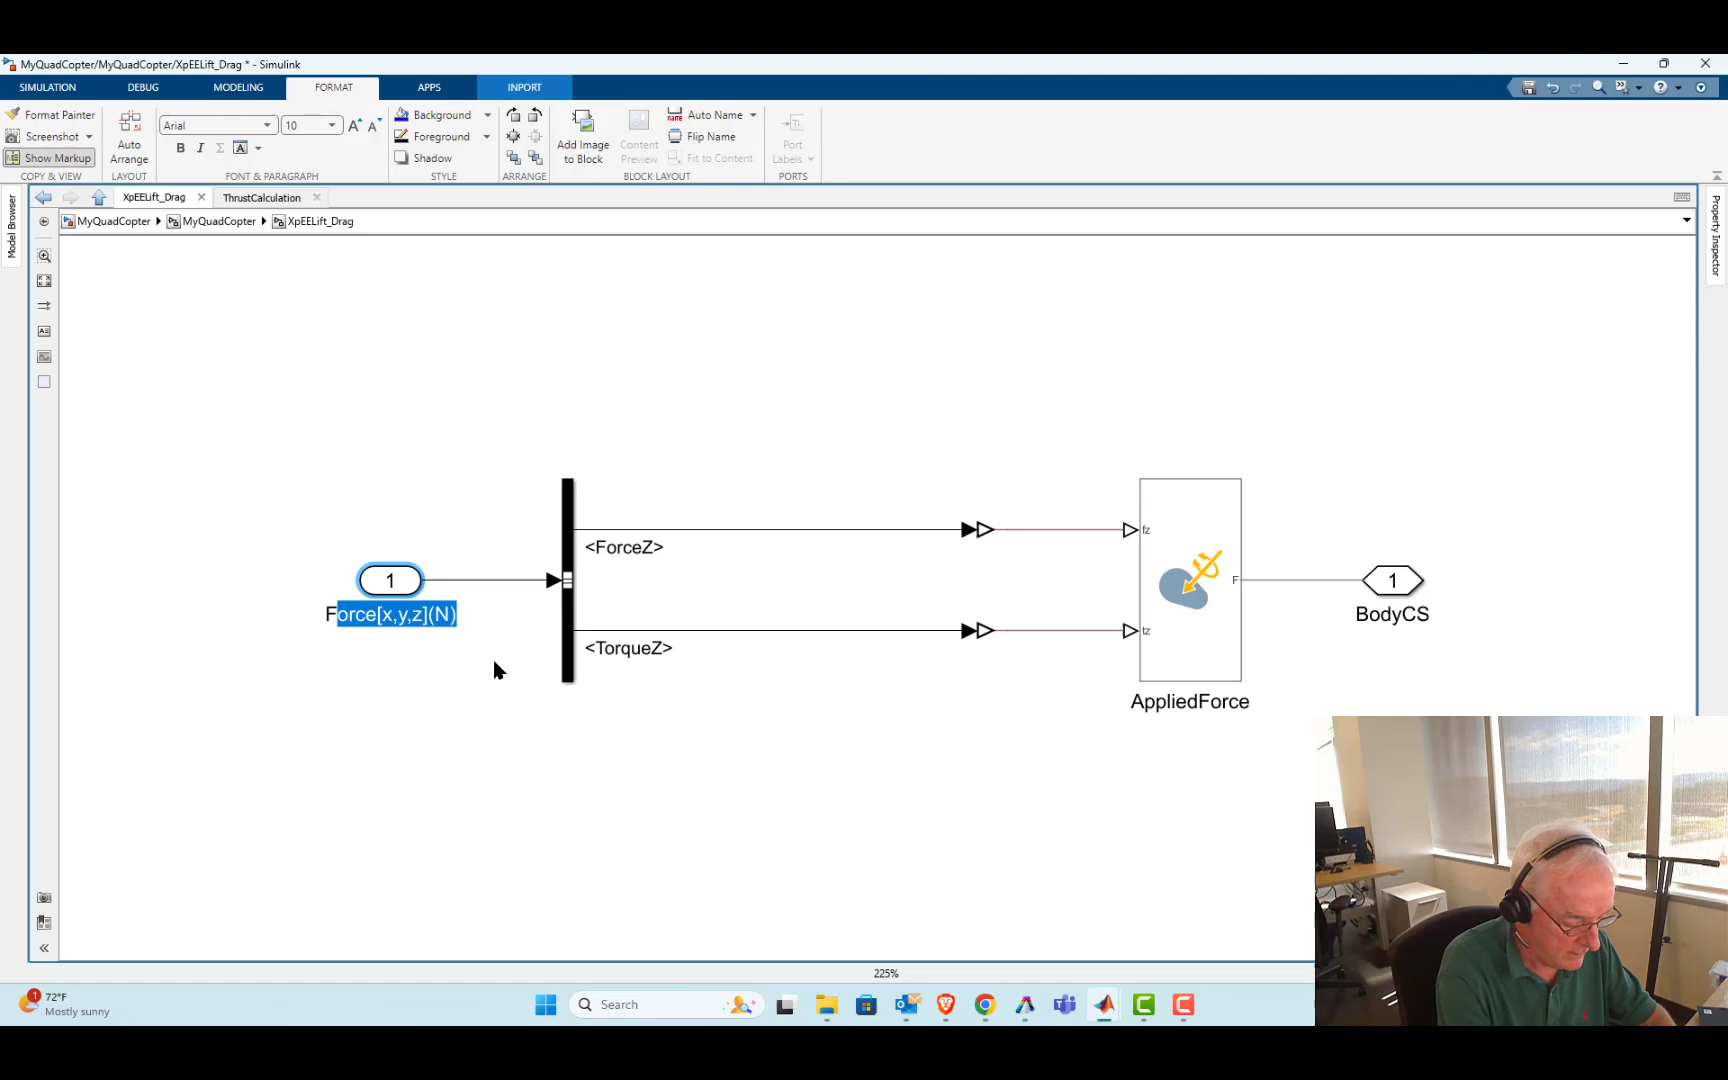 MyQuadCopter/MyQuadCopter/XpEELift_Drag * - Simulink
SIMULATION
DEBUG
MODELING
FORMAT
APPS
INPORT
Format Painter
Screenshot
Show Markup
COPY & VIEW
Auto
Arrange
LAYOUT
Arial
10
B
I
FONT & PARAGRAPH
Background
Foreground
Shadow
STYLE
ARRANGE
Add Image
to Block
Content
Preview
Auto Name
Flip Name
Fit to Content
BLOCK LAYOUT
Port
Labels
PORTS
XpEELift_Drag
ThrustCalculation
MyQuadCopter
MyQuadCopter
XpEELift_Drag
Model Browser
Property Inspector
1
Force[x,y,z](N)
<ForceZ>
<TorqueZ>
fz
tz
F
AppliedForce
1
BodyCS
225%
1
72°F
Mostly sunny
Search